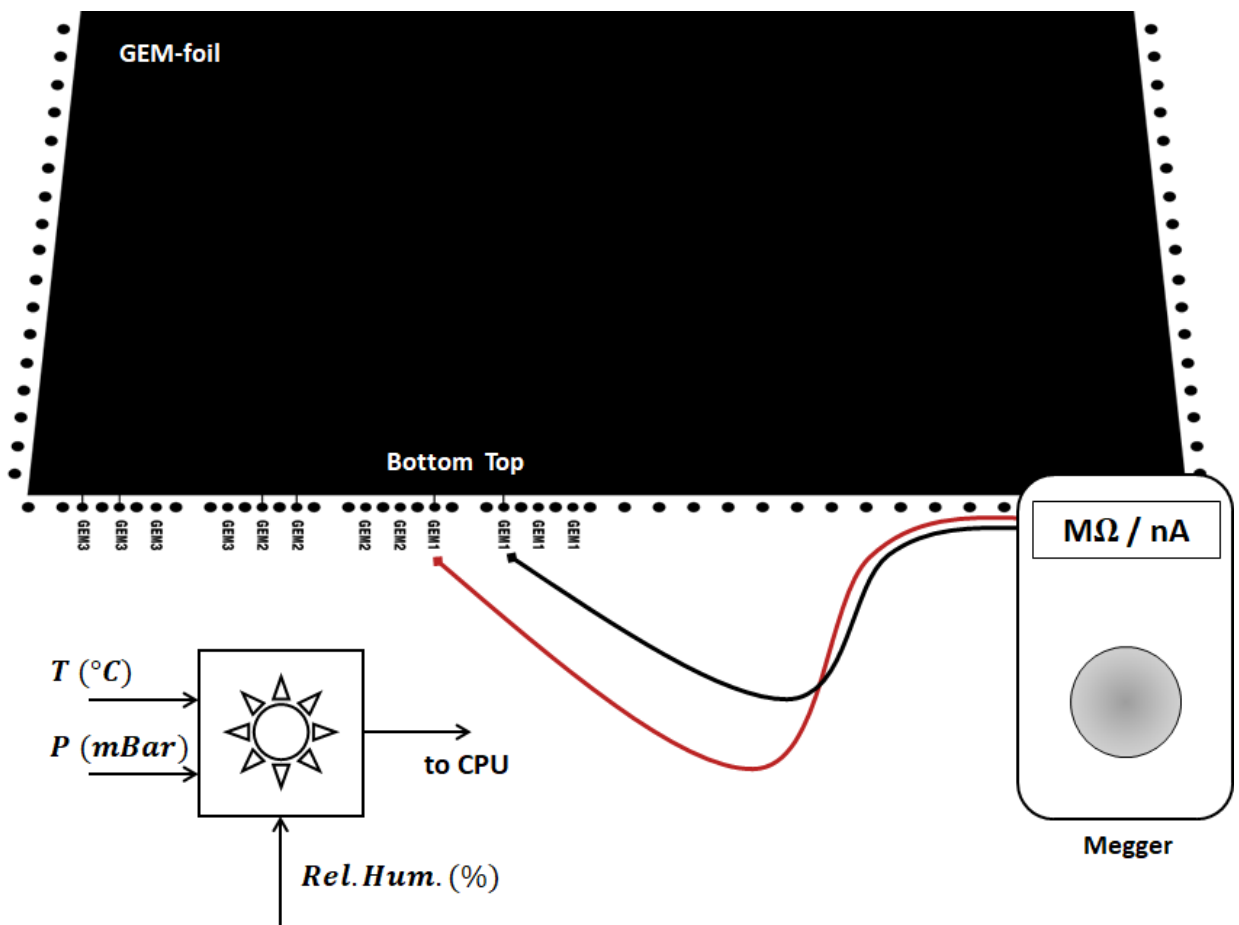 GEM-foil
Bottom Top
GEM3 GEM3 GEM3 GEM3 GEM2 GEM2 GEM2 GEM2 GEM1 GEM1 GEM1 GEM1
MΩ / nA
T (°C)
P (mBar)
to CPU
Megger
Rel.Hum.(%)